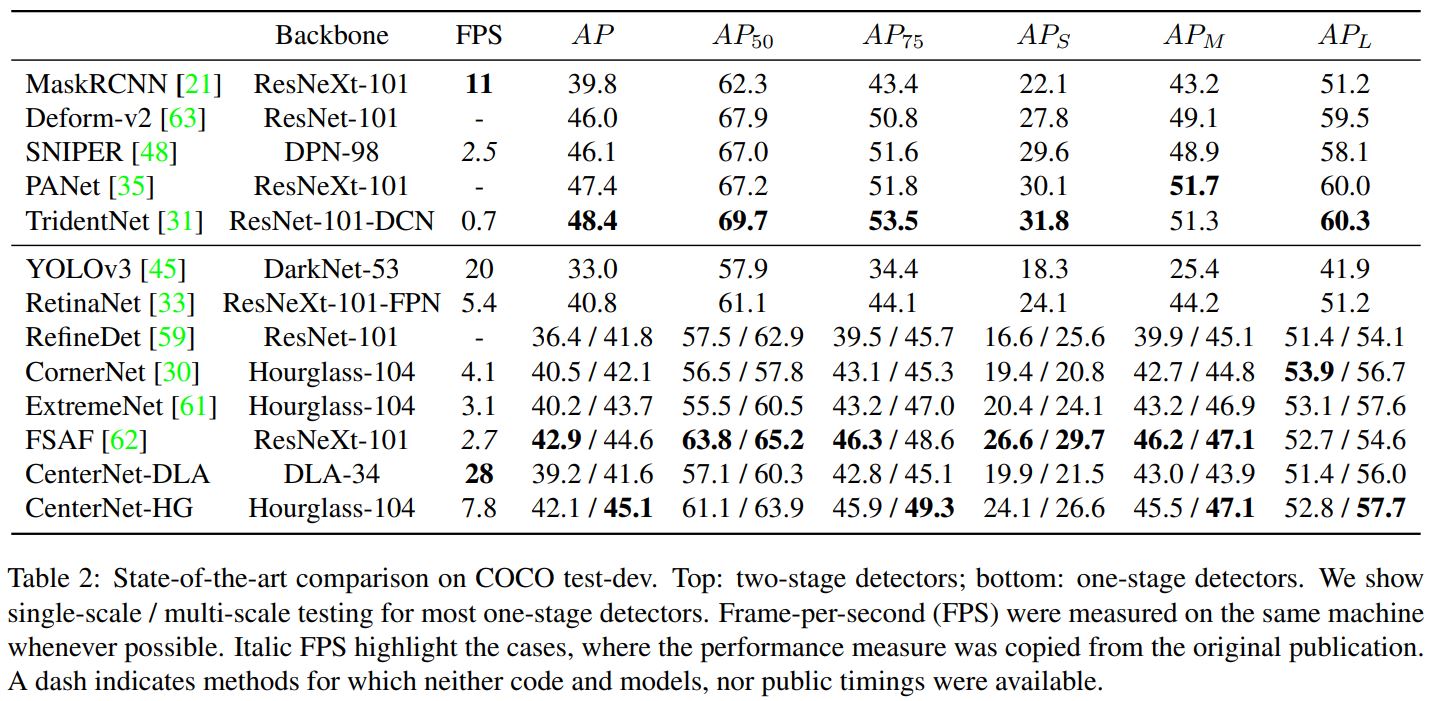 Backbone FPS AP AP50 AP75 APS APM APL
MaskRCNN [21] ResNeXt-101 11 39.8 62.3 43.4 22.1 43.2 51.2
Deform-v2 [63] ResNet-101 - 46.0 67.9 50.8 27.8 49.1 59.5
SNIPER [48] DPN-98 2.5 46.1 67.0 51.6 29.6 48.9 58.1
PANet [35] ResNeXt-101 - 47.4 67.2 51.8 30.1 51.7 60.0
TridentNet [31] ResNet-101-DCN 0.7 48.4 69.7 53.5 31.8 51.3 60.3
YOLOv3 [45] DarkNet-53 20 33.0 57.9 34.4 18.3 25.4 41.9
RetinaNet [33] ResNeXt-101-FPN 5.4 40.8 61.1 44.1 24.1 44.2 51.2
RefineDet [59] ResNet-101 - 36.4 / 41.8 57.5 / 62.9 39.5 / 45.7 16.6 / 25.6 39.9 / 45.1 51.4 / 54.1
CornerNet [30] Hourglass-104 4.1 40.5 / 42.1 56.5 / 57.8 43.1 / 45.3 19.4 / 20.8 42.7 / 44.8 53.9 / 56.7
ExtremeNet [61] Hourglass-104 3.1 40.2 / 43.7 55.5 / 60.5 43.2 / 47.0 20.4 / 24.1 43.2 / 46.9 53.1 / 57.6
FSAF [62] ResNeXt-101 2.7 42.9 / 44.6 63.8 / 65.2 46.3 / 48.6 26.6 / 29.7 46.2 / 47.1 52.7 / 54.6
CenterNet-DLA DLA-34 28 39.2 / 41.6 57.1 / 60.3 42.8 / 45.1 19.9 / 21.5 43.0 / 43.9 51.4 / 56.0
CenterNet-HG Hourglass-104 7.8 42.1 / 45.1 61.1 / 63.9 45.9 / 49.3 24.1 / 26.6 45.5 / 47.1 52.8 / 57.7
Table 2: State-of-the-art comparison on COCO test-dev. Top: two-stage detectors; bottom: one-stage detectors. We show
single-scale / multi-scale testing for most one-stage detectors. Frame-per-second (FPS) were measured on the same machine
whenever possible. Italic FPS highlight the cases, where the performance measure was copied from the original publication.
A dash indicates methods for which neither code and models, nor public timings were available.